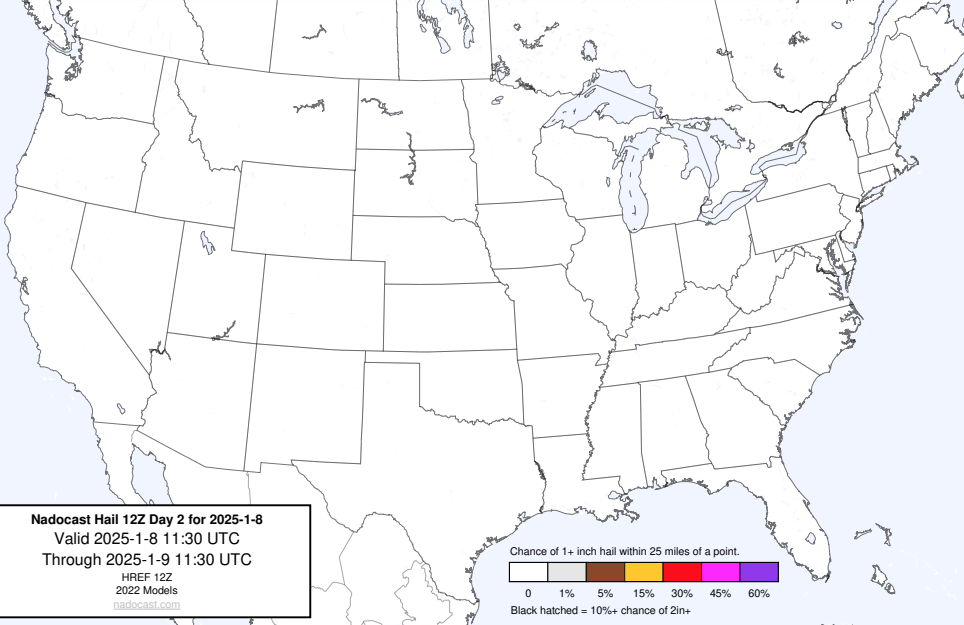 Nadocast Hail 12Z Day 2 for 2025-1-8
Valid 2025-1-8 11:30 UTC
Through 2025-1-9 11:30 UTC
HREF 12Z
2022 Models
nadocast.com
Chance of 1+ inch hail within 25 miles of a point.
0 1% 5% 15% 30% 45% 60%
Black hatched = 10%+ chance of 2in+